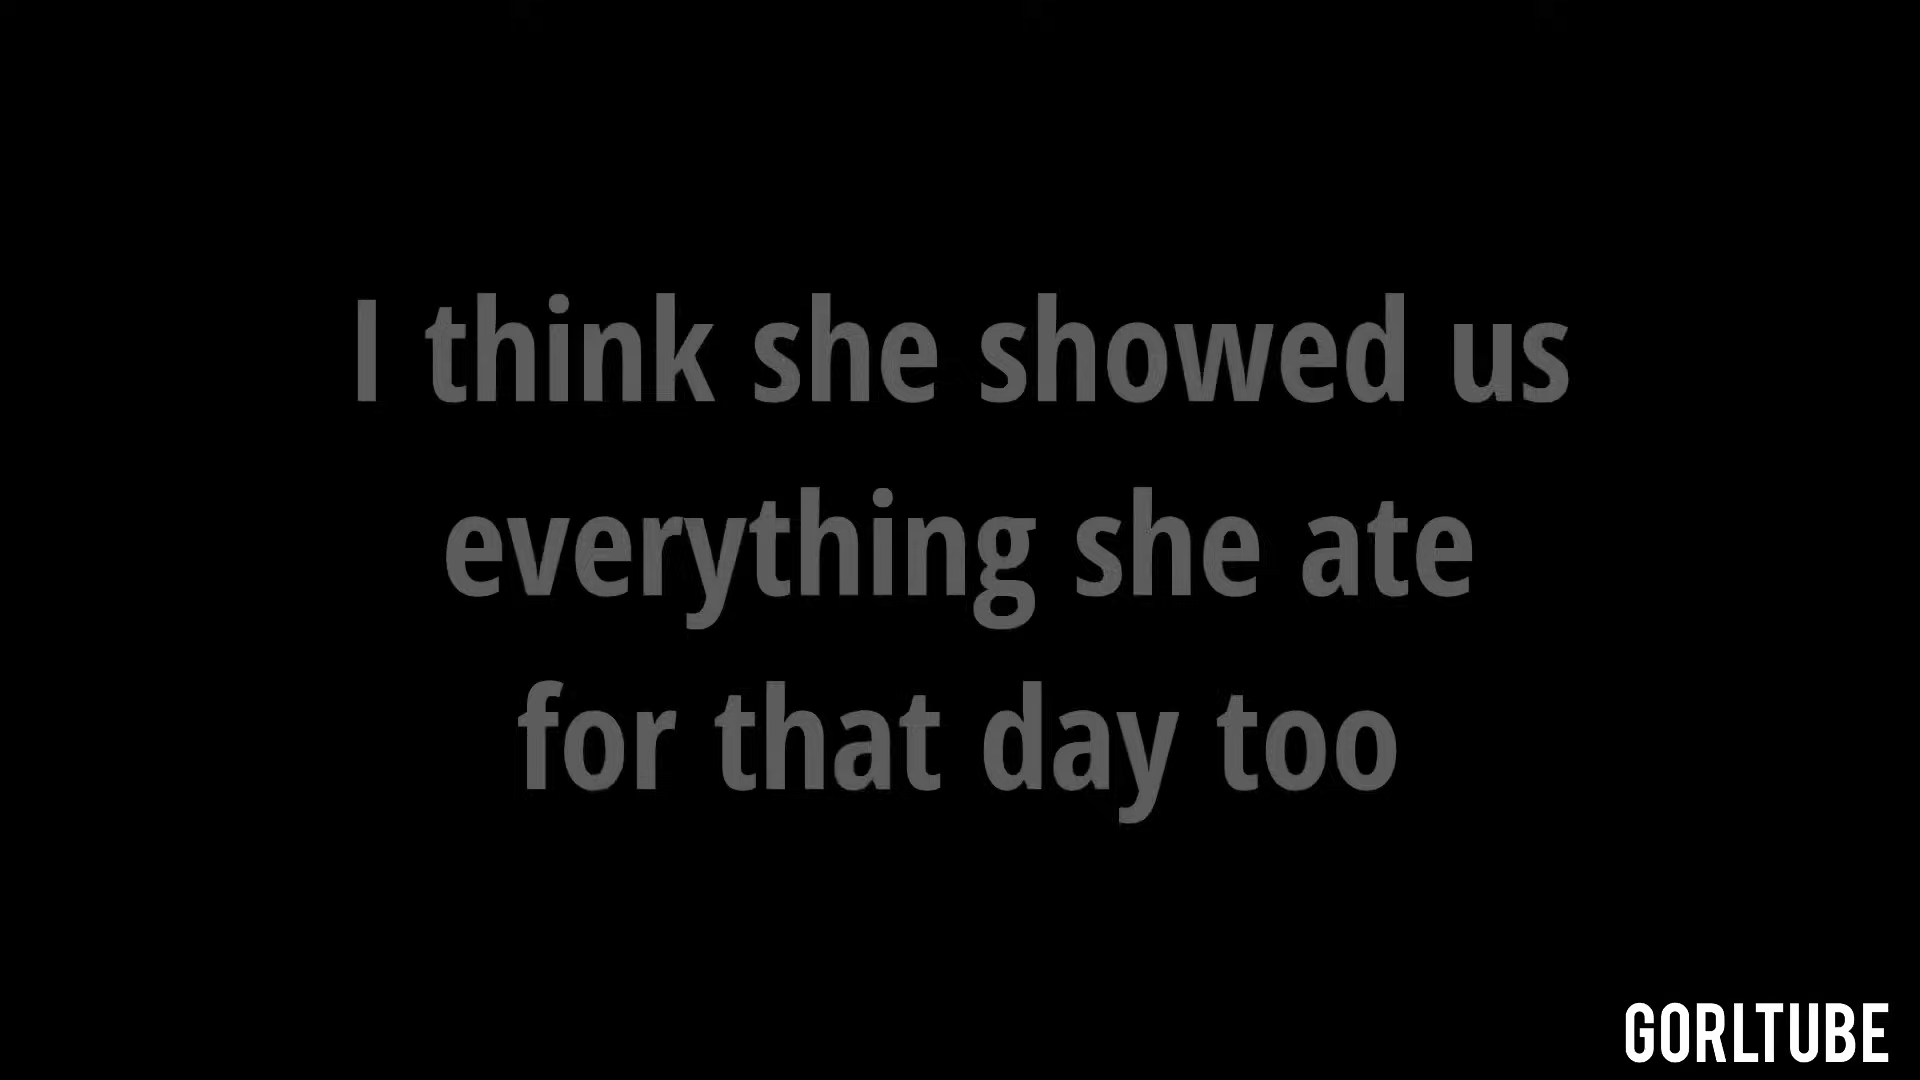 I think she showed us
everything she ate
for that day too
GORLTUBE